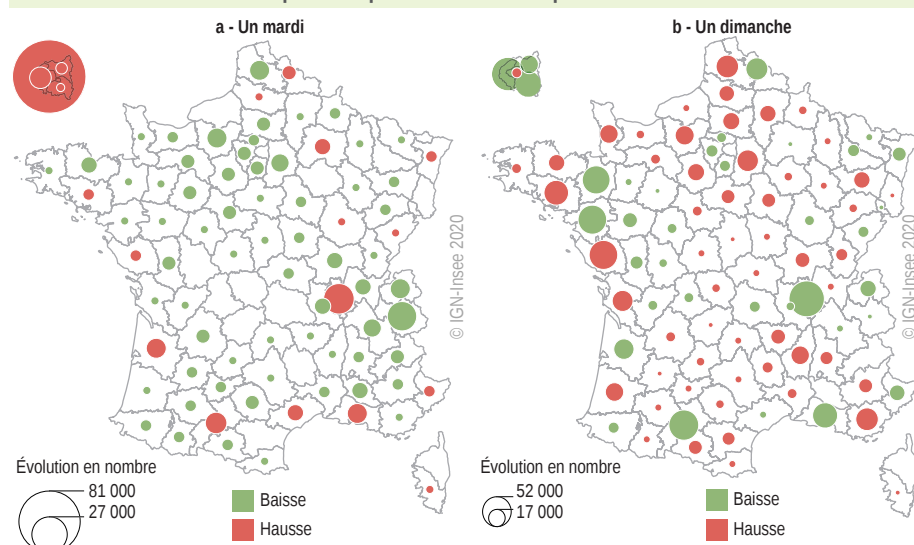 a - Un mardi
b - Un dimanche
© IGN-Insee 2020
© IGN-Insee 2020
Évolution en nombre
81 000
27 000
Baisse
Hausse
Évolution en nombre
52 000
17 000
Baisse
Hausse